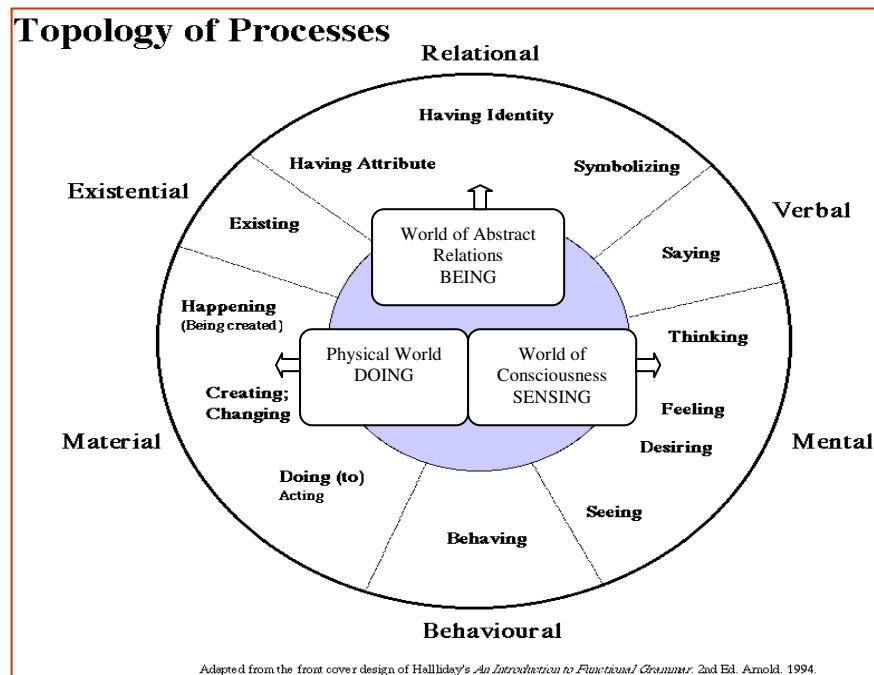 Topology of Processes
Relational
Having Identity
Having Attribute
Symbolizing
Existential
Verbal
Existing
World of Abstract
Relations
BEING
Saying
Happening
(Being created)
Physical World
DOING
World of
Consciousness
SENSING
Thinking
Creating;
Changing
Feeling
Material
Mental
Desiring
Doing (to)
Acting
Seeing
Behaving
Behavioural
Adapted from the front cover design of Hallliday's An Introduction to Functional Grammar. 2nd Ed. Arnold. 1994.